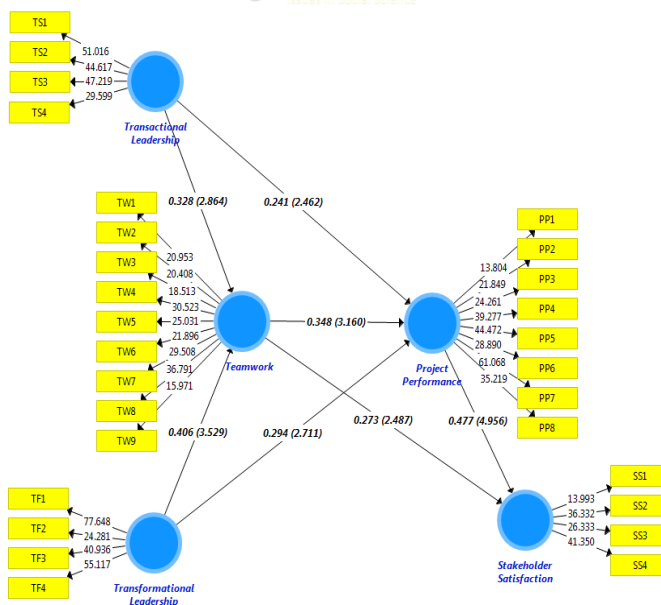 TS1
TS2
TS3
TS4
51.016
44.617
47.219
29.599
Transactional
Leadership
0.328 (2.864)
0.241 (2.462)
TW1
TW2
TW3
TW4
TW5
TW6
TW7
TW8
TW9
20.953
20.408
18.513
30.523
25.031
21.896
29.508
36.791
15.971
Teamwork
0.348 (3.160)
PP1
PP2
PP3
PP4
PP5
PP6
PP7
PP8
13.804
21.849
24.261
39.277
44.472
28.890
61.068
35.219
Project
Performance
0.406 (3.529)
0.294 (2.711)
0.273 (2.487)
0.477 (4.956)
TF1
TF2
TF3
TF4
77.648
24.281
40.936
55.117
Transformational
Leadership
SS1
SS2
SS3
SS4
13.993
36.332
26.333
41.350
Stakeholder
Satisfaction